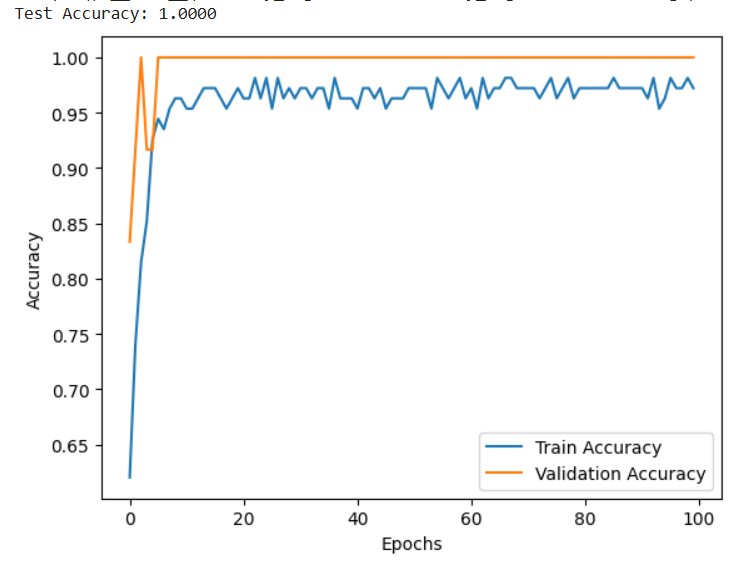 Test Accuracy: 1.0000
1.00
0.95
0.90
0.85
0.80
0.75
0.70
0.65
Accuracy
0 20 40 60 80 100
Epochs
Train Accuracy
Validation Accuracy